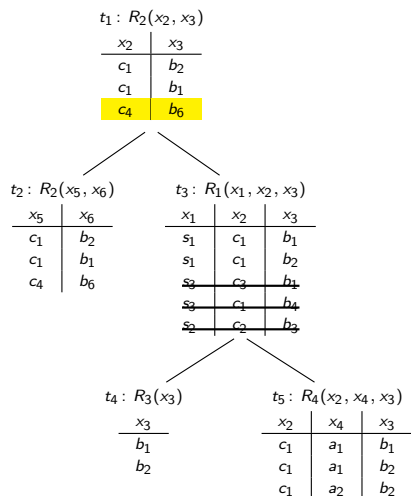 t₁: R₂(x₂, x₃)
x₂ x₃
c₁ b₂
c₁ b₁
c₄ b₆
t₂: R₂(x₅, x₆)
x₅ x₆
c₁ b₂
c₁ b₁
c₄ b₆
t₃: R₁(x₁, x₂, x₃)
x₁ x₂ x₃
s₁ c₁ b₁
s₁ c₁ b₂
s₃ c₃ b₁
s₃ c₁ b₄
s₂ c₂ b₃
t₄: R₃(x₃)
x₃
b₁
b₂
t₅: R₄(x₂, x₄, x₃)
x₂ x₄ x₃
c₁ a₁ b₁
c₁ a₁ b₂
c₁ a₂ b₂